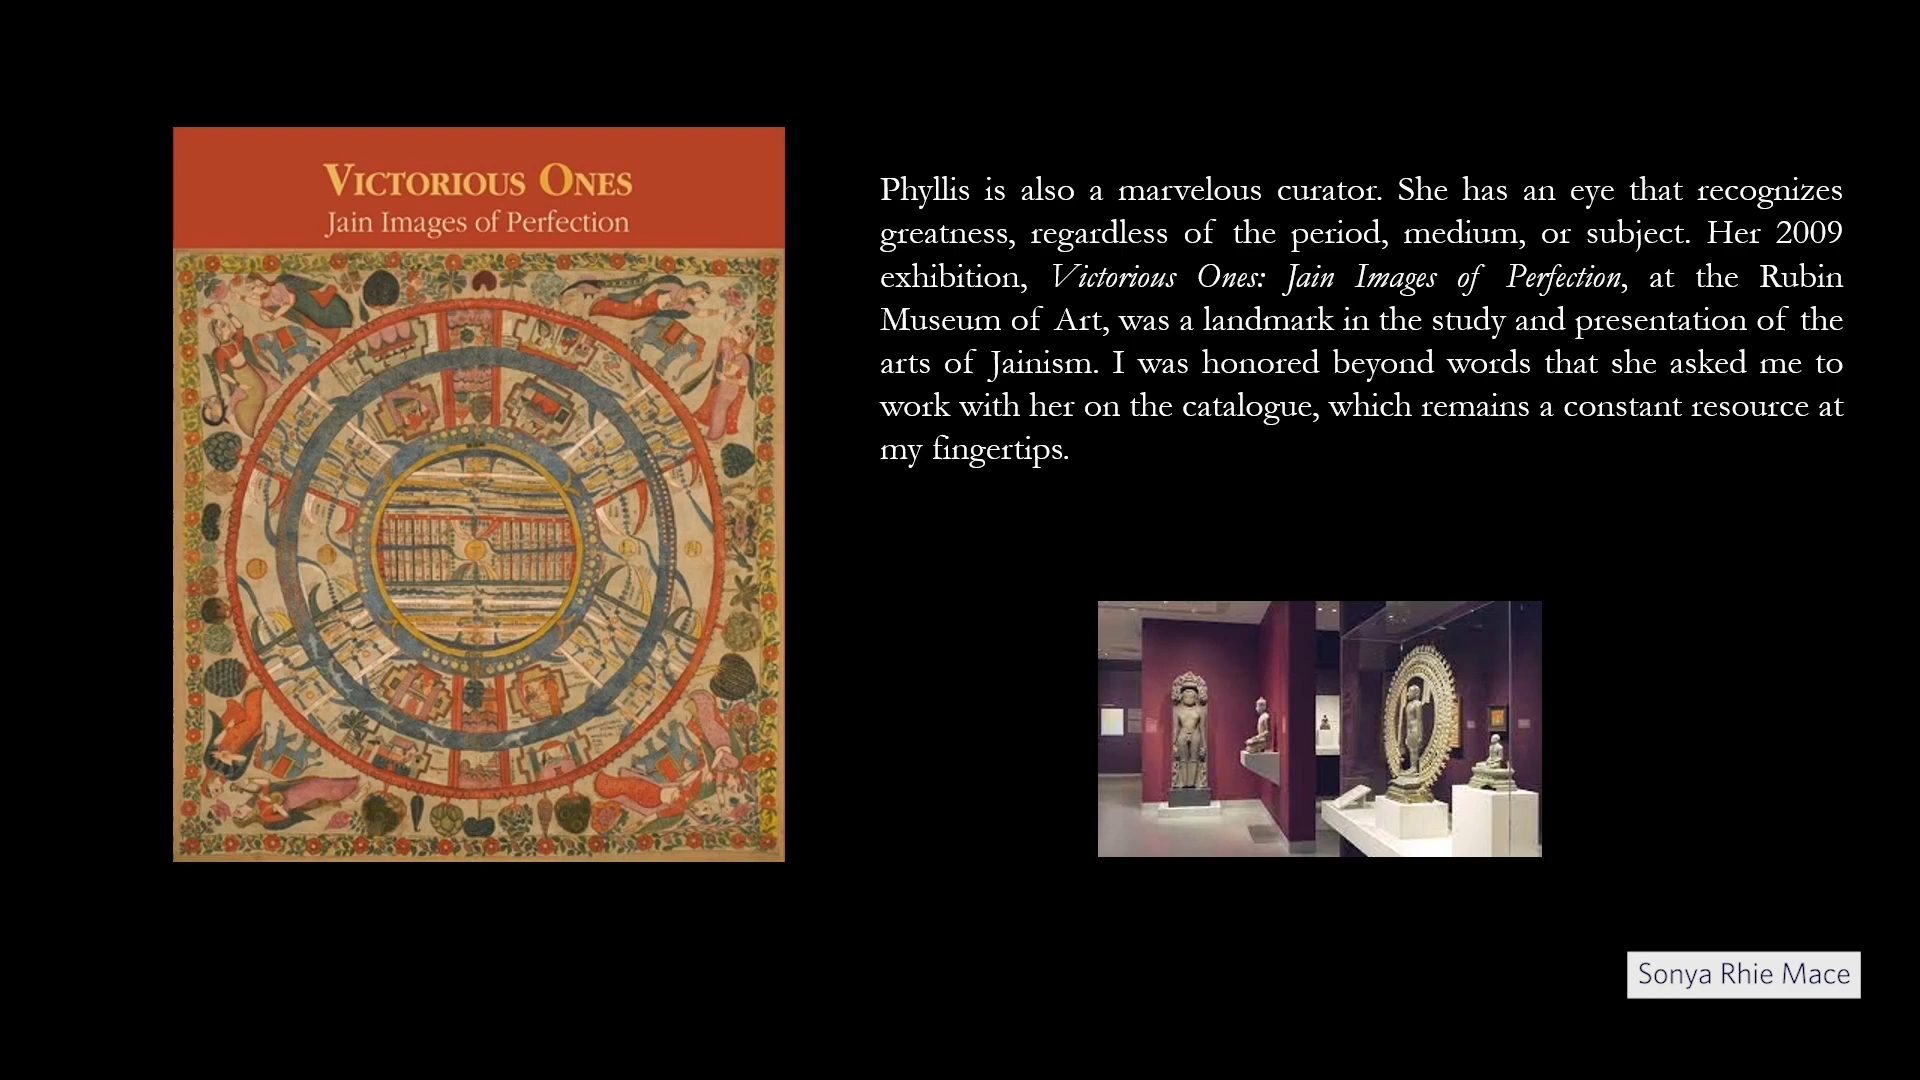 VICTORIOUS ONES
Jain Images of Perfection
Phyllis is also a marvelous curator. She has an eye that recognizes
greatness, regardless of the period, medium, or subject. Her 2009
exhibition, Victorious Ones: Jain Images of Perfection, at the Rubin
Museum of Art, was a landmark in the study and presentation of the
arts of Jainism. I was honored beyond words that she asked me to
work with her on the catalogue, which remains a constant resource at
my fingertips.
Sonya Rhie Mace